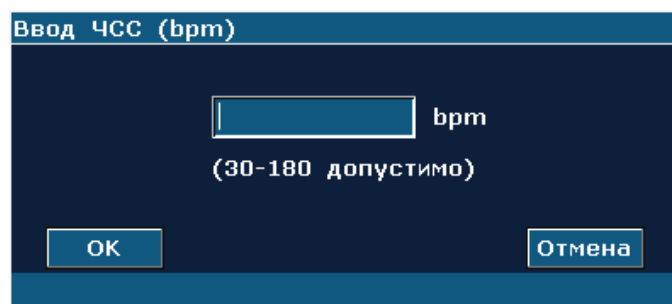 Ввод ЧСС (bpm)
bpm
(30-180 допустимо)
OK
Отмена